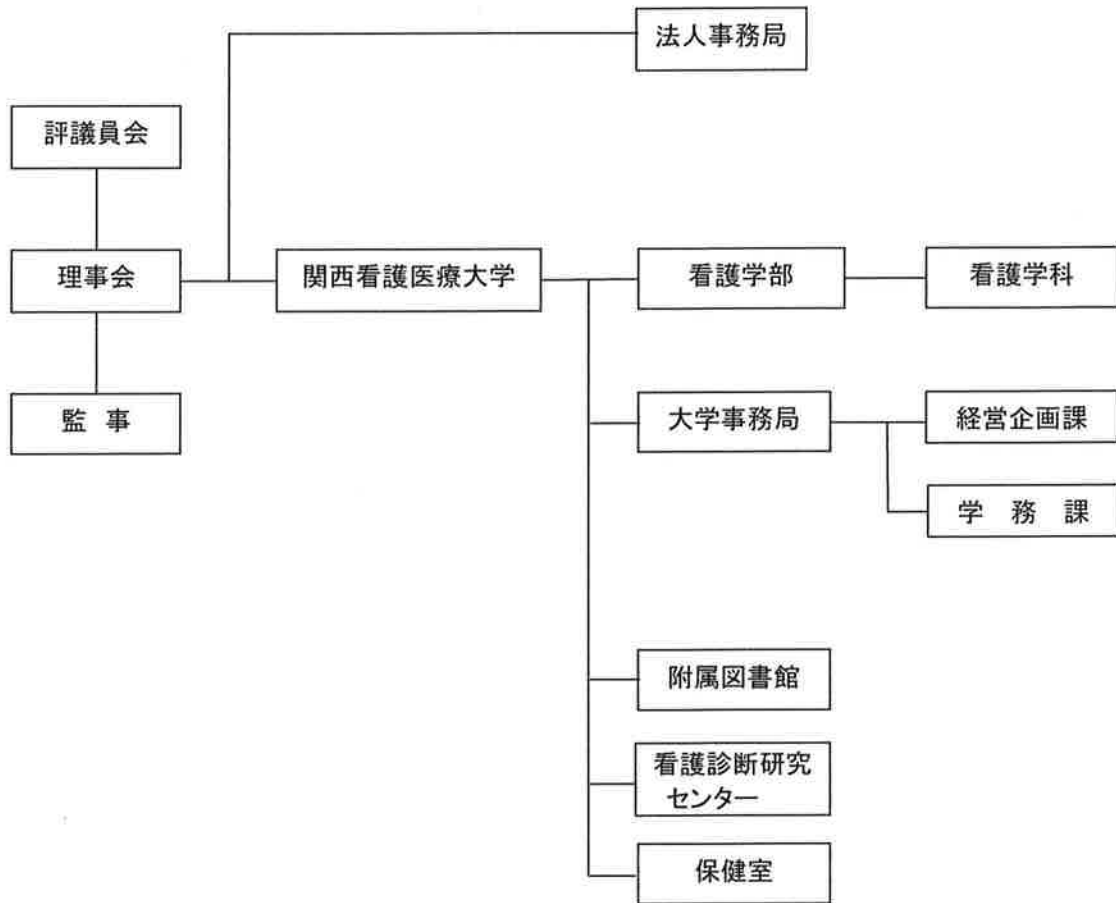 法人事務局
評議員会
理事会
関西看護医療大学
看護学部
看護学科
監 事
大学事務局
経営企画課
学 務 課
附属図書館
看護診断研究
センター
保健室